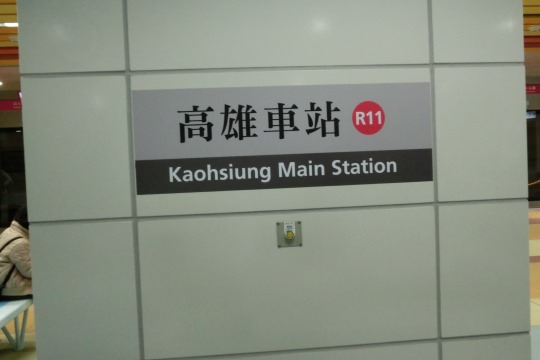 高雄車站 R11
Kaohsiung Main Station